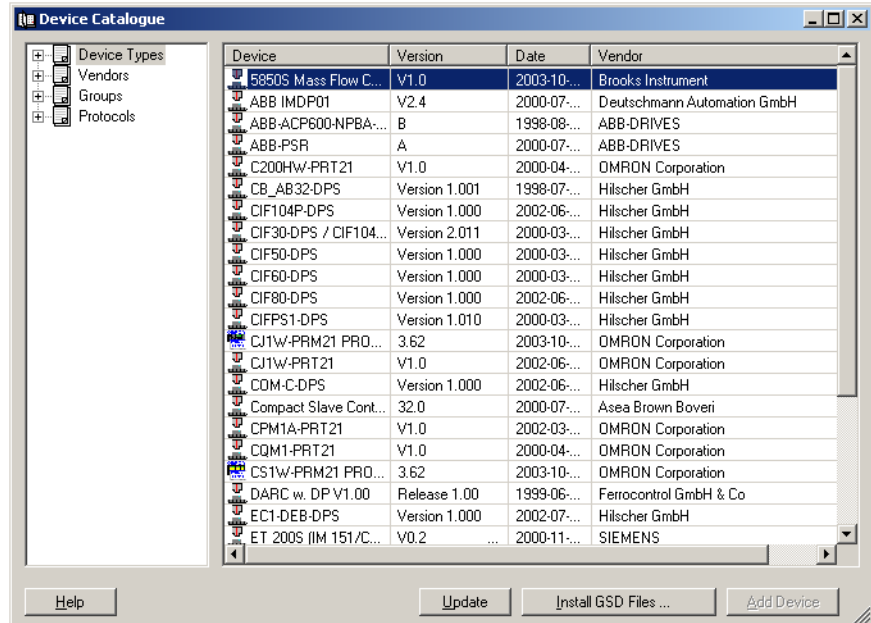 Device Catalogue
Device Types
Vendors
Groups
Protocols
Device Version Date Vendor
5850S Mass Flow C... V1.0 2003-10-... Brooks Instrument
ABB IMDP01 V2.4 2000-07-... Deutschmann Automation GmbH
ABB-ACP600-NPBA-... B 1998-08-... ABB-DRIVES
ABB-PSR A 2000-07-... ABB-DRIVES
C200HW-PRT21 V1.0 2000-04-... OMRON Corporation
CB_AB32-DPS Version 1.001 1998-07-... Hilscher GmbH
CIF104P-DPS Version 1.000 2002-06-... Hilscher GmbH
CIF30-DPS / CIF104... Version 2.011 2000-03-... Hilscher GmbH
CIF50-DPS Version 1.000 2000-03-... Hilscher GmbH
CIF60-DPS Version 1.000 2000-03-... Hilscher GmbH
CIF80-DPS Version 1.000 2002-06-... Hilscher GmbH
CIFPS1-DPS Version 1.010 2000-03-... Hilscher GmbH
CJ1W-PRM21 PRO... 3.62 2003-10-... OMRON Corporation
CJ1W-PRT21 V1.0 2002-06-... OMRON Corporation
COM-C-DPS Version 1.000 2002-06-... Hilscher GmbH
Compact Slave Cont... 32.0 2000-07-... Asea Brown Boveri
CPM1A-PRT21 V1.0 2002-03-... OMRON Corporation
CQM1-PRT21 V1.0 2000-04-... OMRON Corporation
CS1W-PRM21 PRO... 3.62 2003-10-... OMRON Corporation
DARC w. DP V1.00 Release 1.00 1999-06-... Ferrocontrol GmbH & Co
EC1-DEB-DPS Version 1.000 2002-07-... Hilscher GmbH
ET 200S (IM 151/C... V0.2 ... 2000-11-... SIEMENS
Help Update Install GSD Files ... Add Device